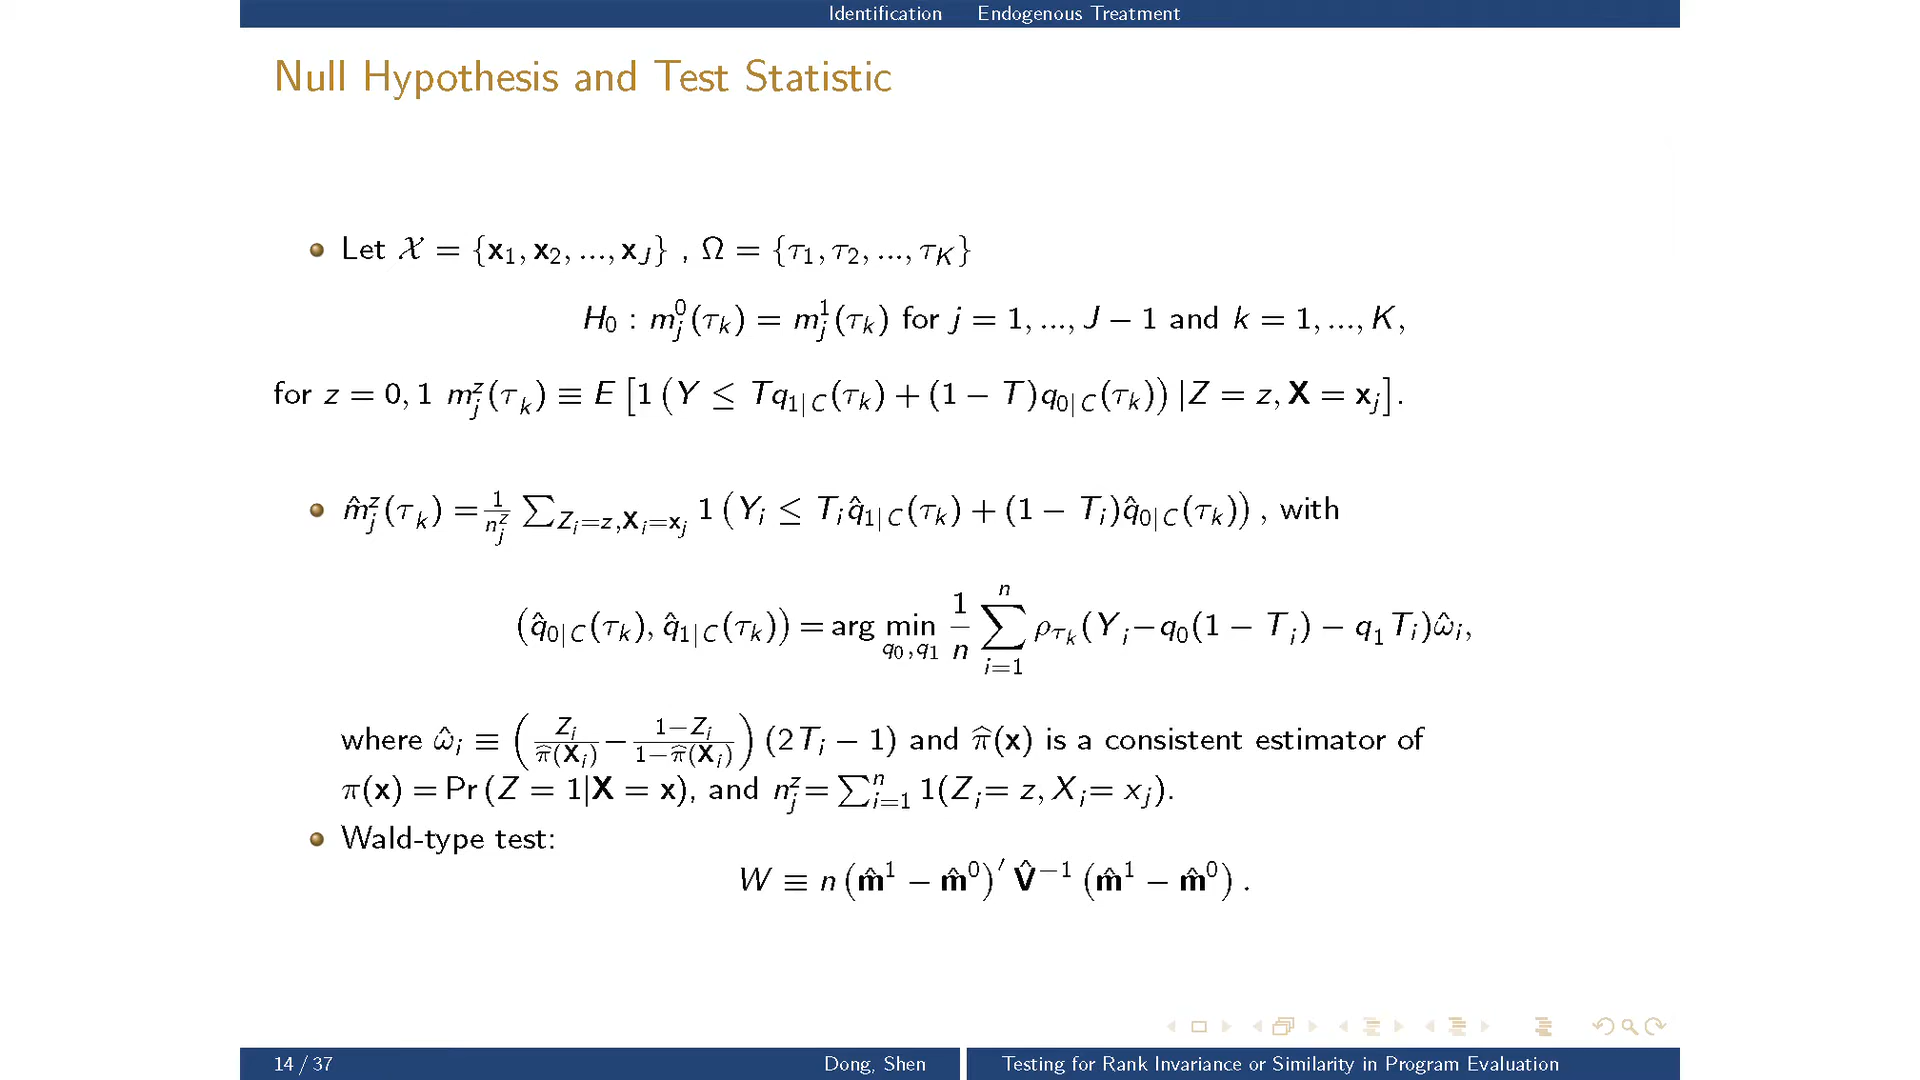 Identification Endogenous Treatment
Null Hypothesis and Test Statistic
Let 𝒳 = {x₁, x₂, ..., x_J} , Ω = {τ₁, τ₂, ..., τ_K}
H₀ : m_j^0(τ_k) = m_j^1(τ_k) for j = 1, ..., J − 1 and k = 1, ..., K,
for z = 0, 1 m_j^z(τ_k) ≡ E [1 (Y ≤ Tq_{1|C}(τ_k) + (1 − T)q_{0|C}(τ_k)) |Z = z, X = x_j].
m̂_j^z(τ_k) = \frac{1}{n_j^z} ∑_{Z_i=z,X_i=x_j} 1 (Y_i ≤ T_i q̂_{1|C}(τ_k) + (1 − T_i)q̂_{0|C}(τ_k)) , with
(q̂_{0|C}(τ_k), q̂_{1|C}(τ_k)) = arg min_{q_0,q_1} \frac{1}{n} ∑_{i=1}^{n} ρ_{τ_k}(Y_i−q_0(1 − T_i) − q_1T_i)ω̂_i,
where ω̂_i ≡ (\frac{Z_i}{π̂(X_i)} − \frac{1−Z_i}{1−π̂(X_i)}) (2T_i − 1) and π̂(x) is a consistent estimator of
π(x) = Pr (Z = 1|X = x), and n_j^z = ∑_{i=1}^{n} 1(Z_i= z, X_i= x_j).
Wald-type test:
W ≡ n (m̂^1 − m̂^0)′ V̂^{−1} (m̂^1 − m̂^0) .
14 / 37 Dong, Shen Testing for Rank Invariance or Similarity in Program Evaluation